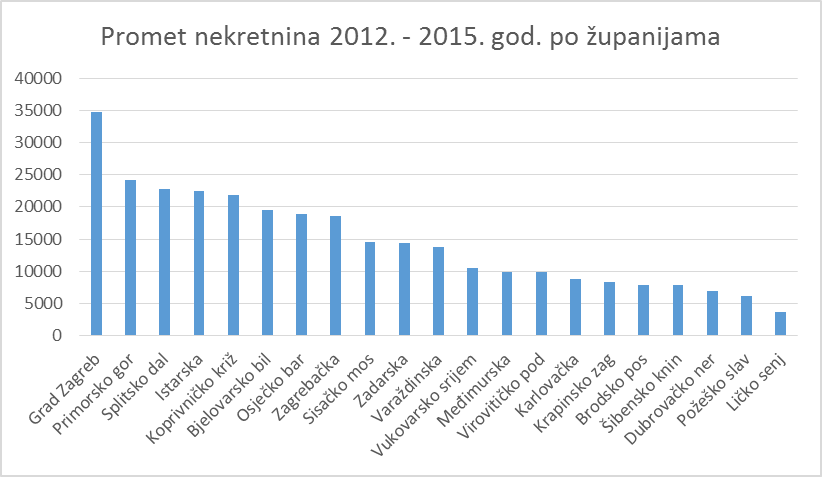 Promet nekretnina 2012. - 2015. god. po županijama
40000
35000
30000
25000
20000
15000
10000
5000
0
Grad Zagreb
Primorsko gor
Splitsko dal
Istarska
Koprivničko križ
Bjelovarsko bil
Osječko bar
Zagrebačka
Sisačko mos
Zadarska
Varaždinska
Vukovarsko srijem
Međimurska
Virovitičko pod
Karlovačka
Krapinsko zag
Brodsko pos
Šibensko knin
Dubrovačko ner
Požeško slav
Ličko senj